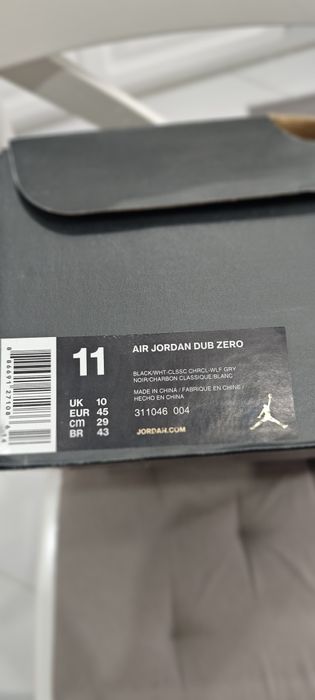 11
AIR JORDAN DUB ZERO
BLACK/WHT-CLSSC CHRCL-WLF GRY
NOIR/CHARBON CLASSIQUE/BLANC
MADE IN CHINA / FABRIQUE EN CHINE /
HECHO EN CHINA
UK 10
EUR 45
cm 29
BR 43
311046 004
JORDAN.COM